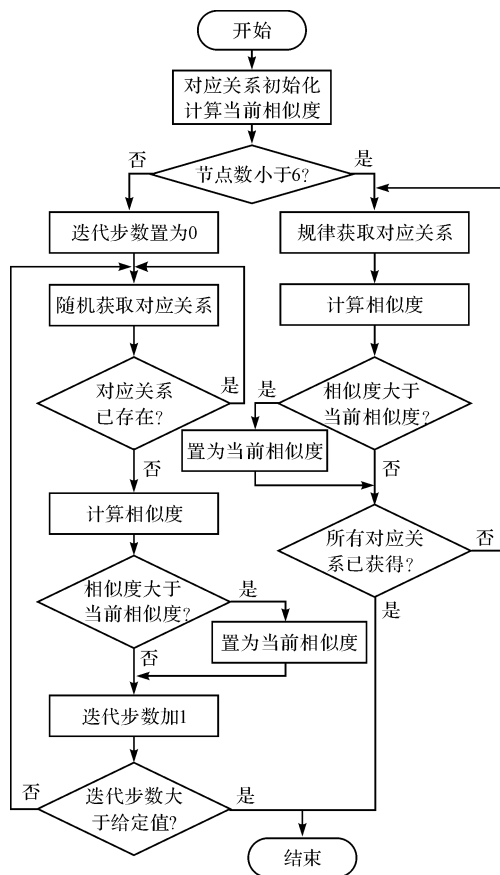 开始
对应关系初始化
计算当前相似度
节点数小于6?
否
是
迭代步数置为0
随机获取对应关系
对应关系
已存在?
是
否
计算相似度
相似度大于
当前相似度?
是
置为当前相似度
否
迭代步数加1
迭代步数大
于给定值?
否
是
规律获取对应关系
计算相似度
相似度大于
当前相似度?
是
置为当前相似度
否
所有对应关
系已获得?
否
是
结束